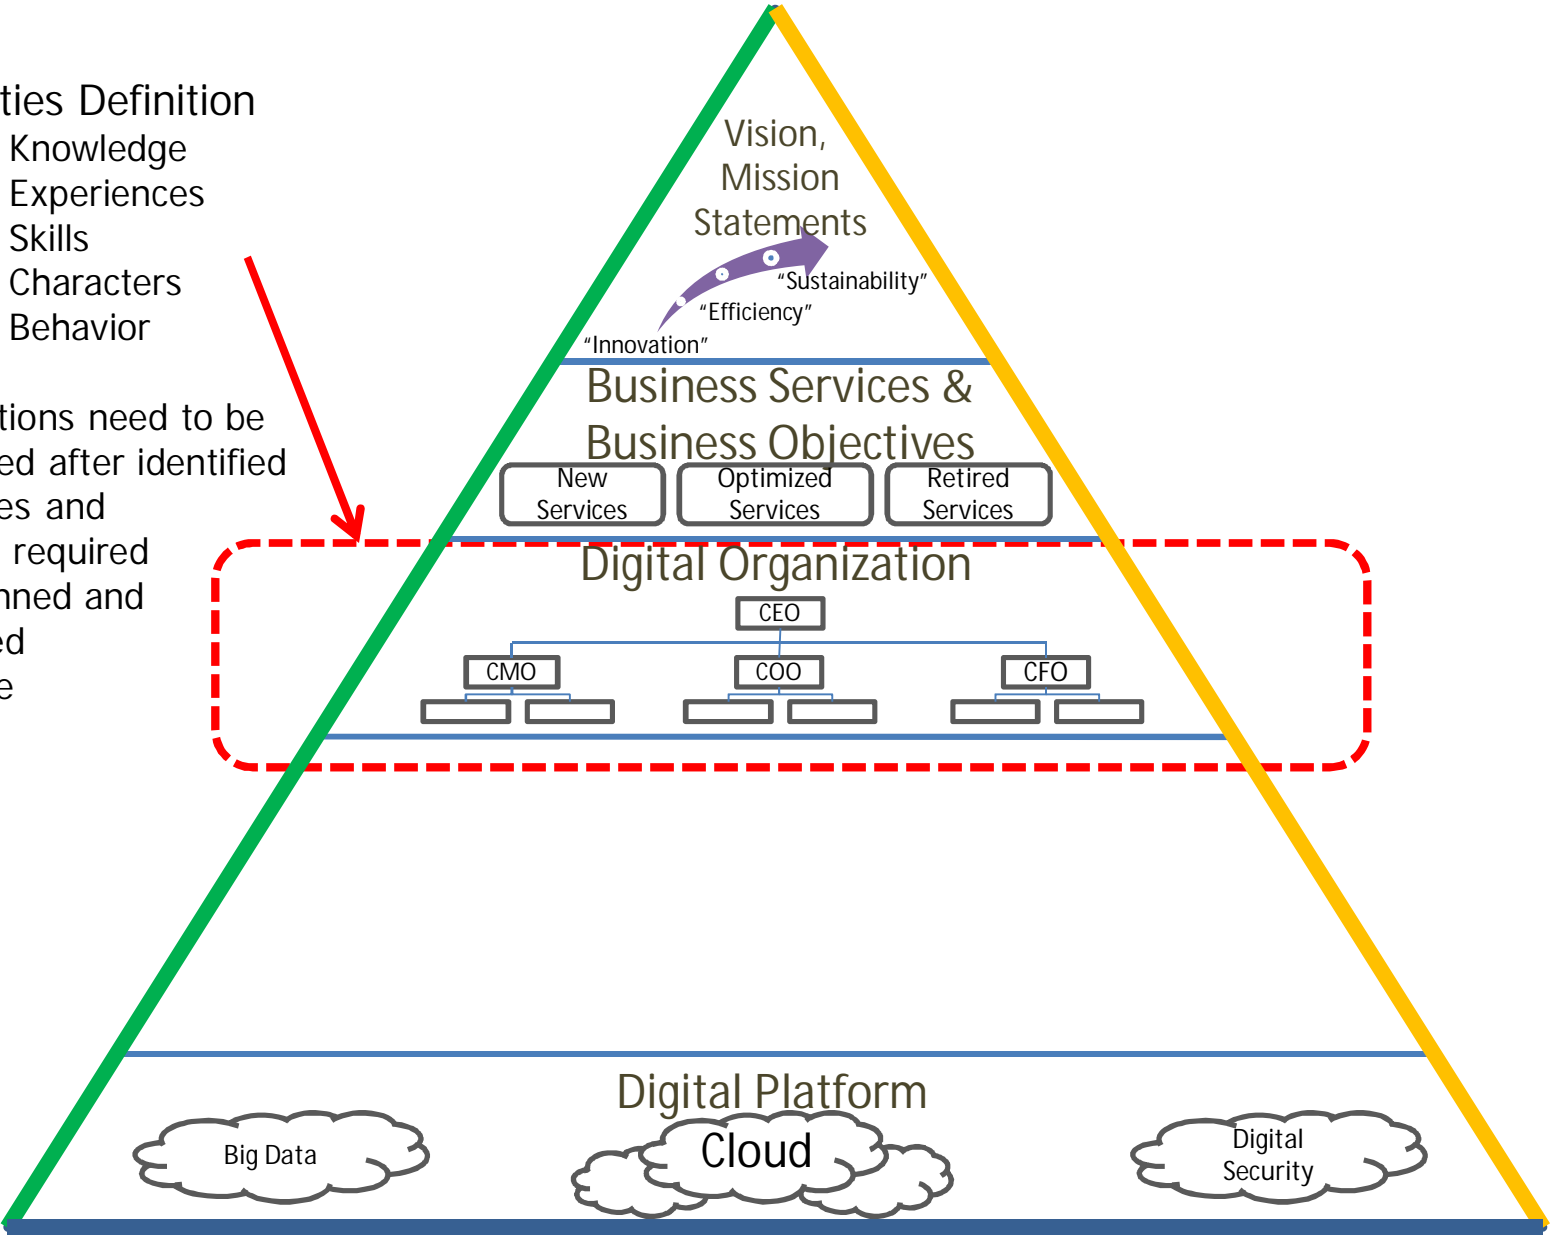 ties Definition
Knowledge
Experiences
Skills
Characters
Behavior
tions need to be
ed after identified
es and
required
nned and
ed
e
Vision,
Mission
Statements
“Sustainability”
“Efficiency”
“Innovation”
Business Services &
Business Objectives
New
Services
Optimized
Services
Retired
Services
Digital Organization
CEO
CMO
COO
CFO
Digital Platform
Big Data
Cloud
Digital
Security